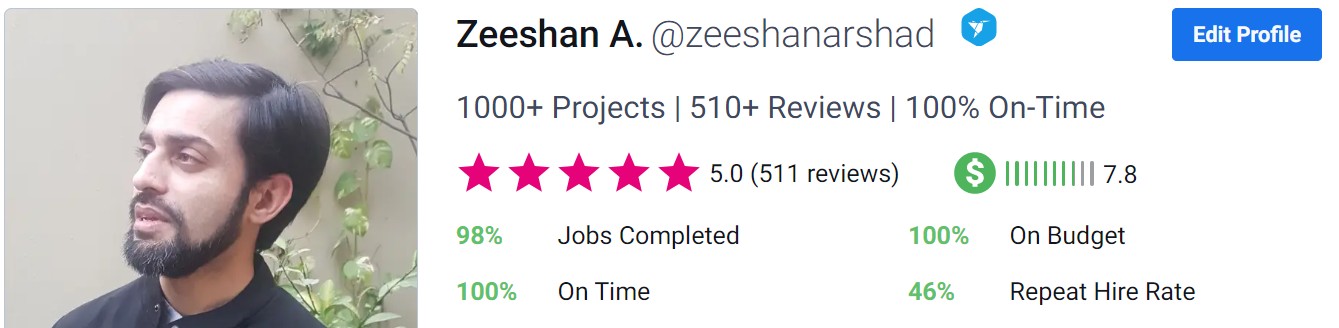 Zeeshan A. @zeeshanarshad
Edit Profile
1000+ Projects | 510+ Reviews | 100% On-Time
5.0 (511 reviews) $ 7.8
98% Jobs Completed 100% On Budget
100% On Time 46% Repeat Hire Rate